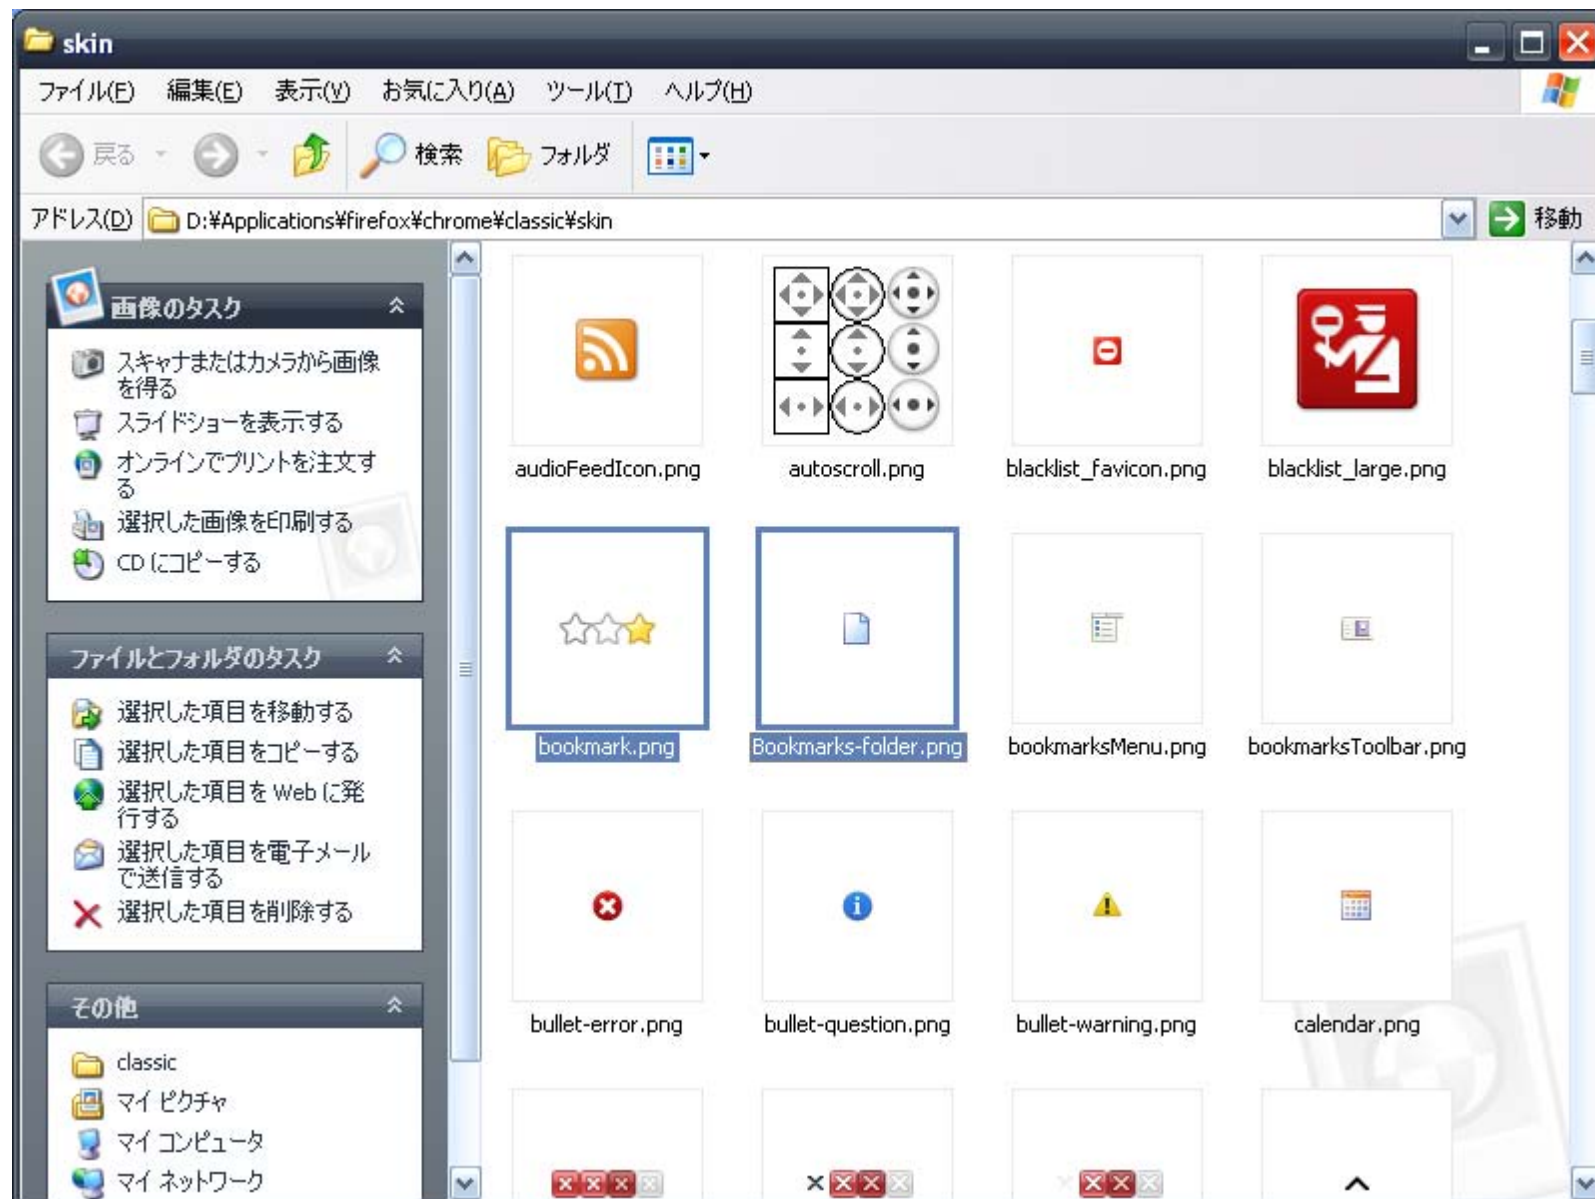 skin
ファイル(F) 編集(E) 表示(V) お気に入り(A) ツール(T) ヘルプ(H)
戻る 検索 フォルダ
アドレス(D) D:¥Applications¥firefox¥chrome¥classic¥skin 移動
画像のタスク
スキャナまたはカメラから画像
を得る
スライドショーを表示する
オンラインでプリントを注文す
る
選択した画像を印刷する
CD にコピーする
ファイルとフォルダのタスク
選択した項目を移動する
選択した項目をコピーする
選択した項目を Web に発
行する
選択した項目を電子メール
で送信する
選択した項目を削除する
その他
classic
マイ ピクチャ
マイ コンピュータ
マイ ネットワーク
audioFeedIcon.png autoscroll.png blacklist_favicon.png blacklist_large.png
bookmark.png Bookmarks-folder.png bookmarksMenu.png bookmarksToolbar.png
bullet-error.png bullet-question.png bullet-warning.png calendar.png